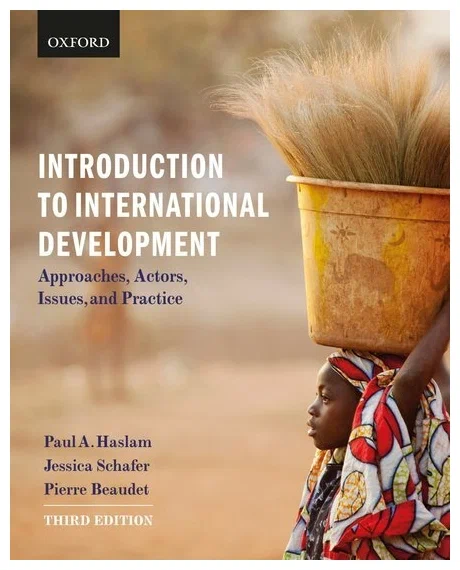 OXFORD
INTRODUCTION
TO INTERNATIONAL
DEVELOPMENT
Approaches, Actors,
Issues, and Practice
Paul A. Haslam
Jessica Schafer
Pierre Beaudet
THIRD EDITION